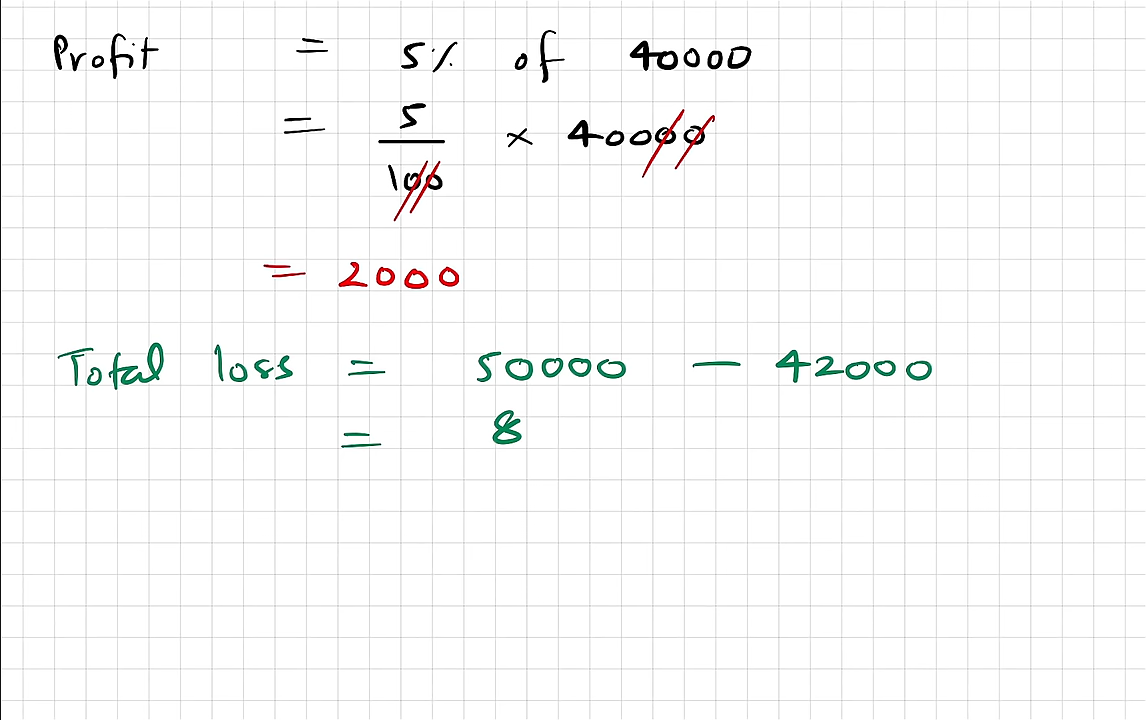 Profit = 5% of 40000
= 5/100 × 40000
= 2000
Total loss = 50000 – 42000
= 8